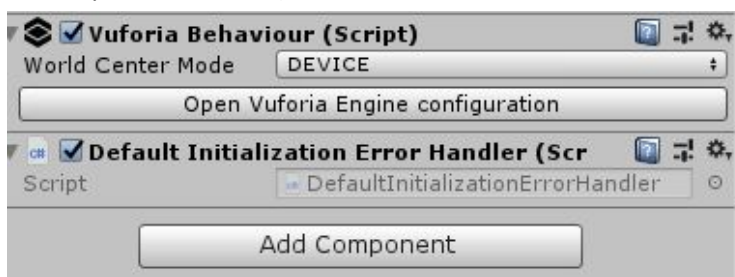 Vuforia Behaviour (Script)
World Center Mode DEVICE
Open Vuforia Engine configuration
c# Default Initialization Error Handler (Scr
Script DefaultInitializationErrorHandler
Add Component